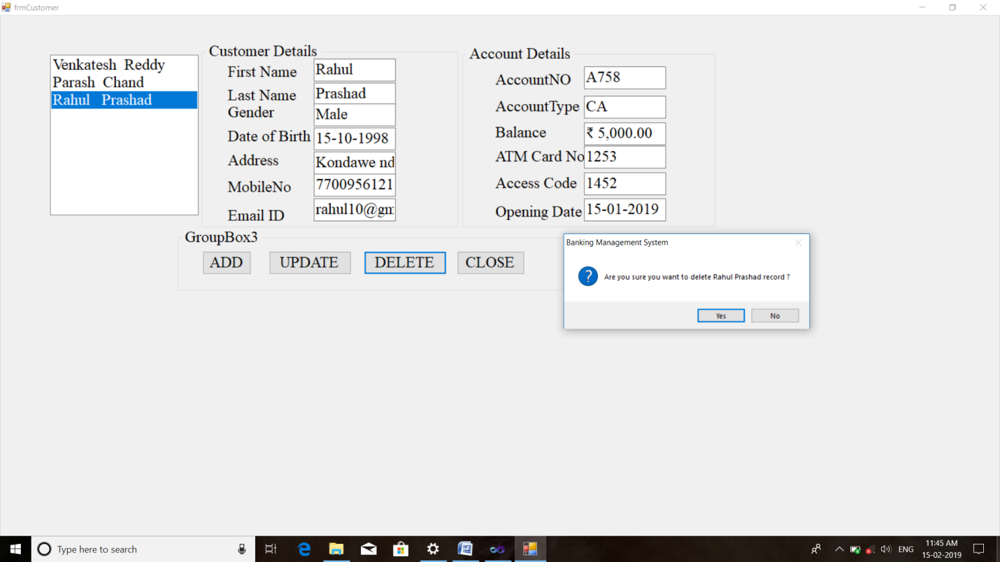 frmCustomer
Venkatesh Reddy
Parash Chand
Rahul Prashad
Customer Details
First Name Rahul
Last Name Prashad
Gender Male
Date of Birth 15-10-1998
Address Kondawe nd
MobileNo 7700956121
Email ID rahul10@gm
Account Details
AccountNO A758
AccountType CA
Balance ₹ 5,000.00
ATM Card No 1253
Access Code 1452
Opening Date 15-01-2019
GroupBox3
ADD UPDATE DELETE CLOSE
Banking Management System
Are you sure you want to delete Rahul Prashad record ?
Yes No
Type here to search
ENG
11:45 AM
15-02-2019